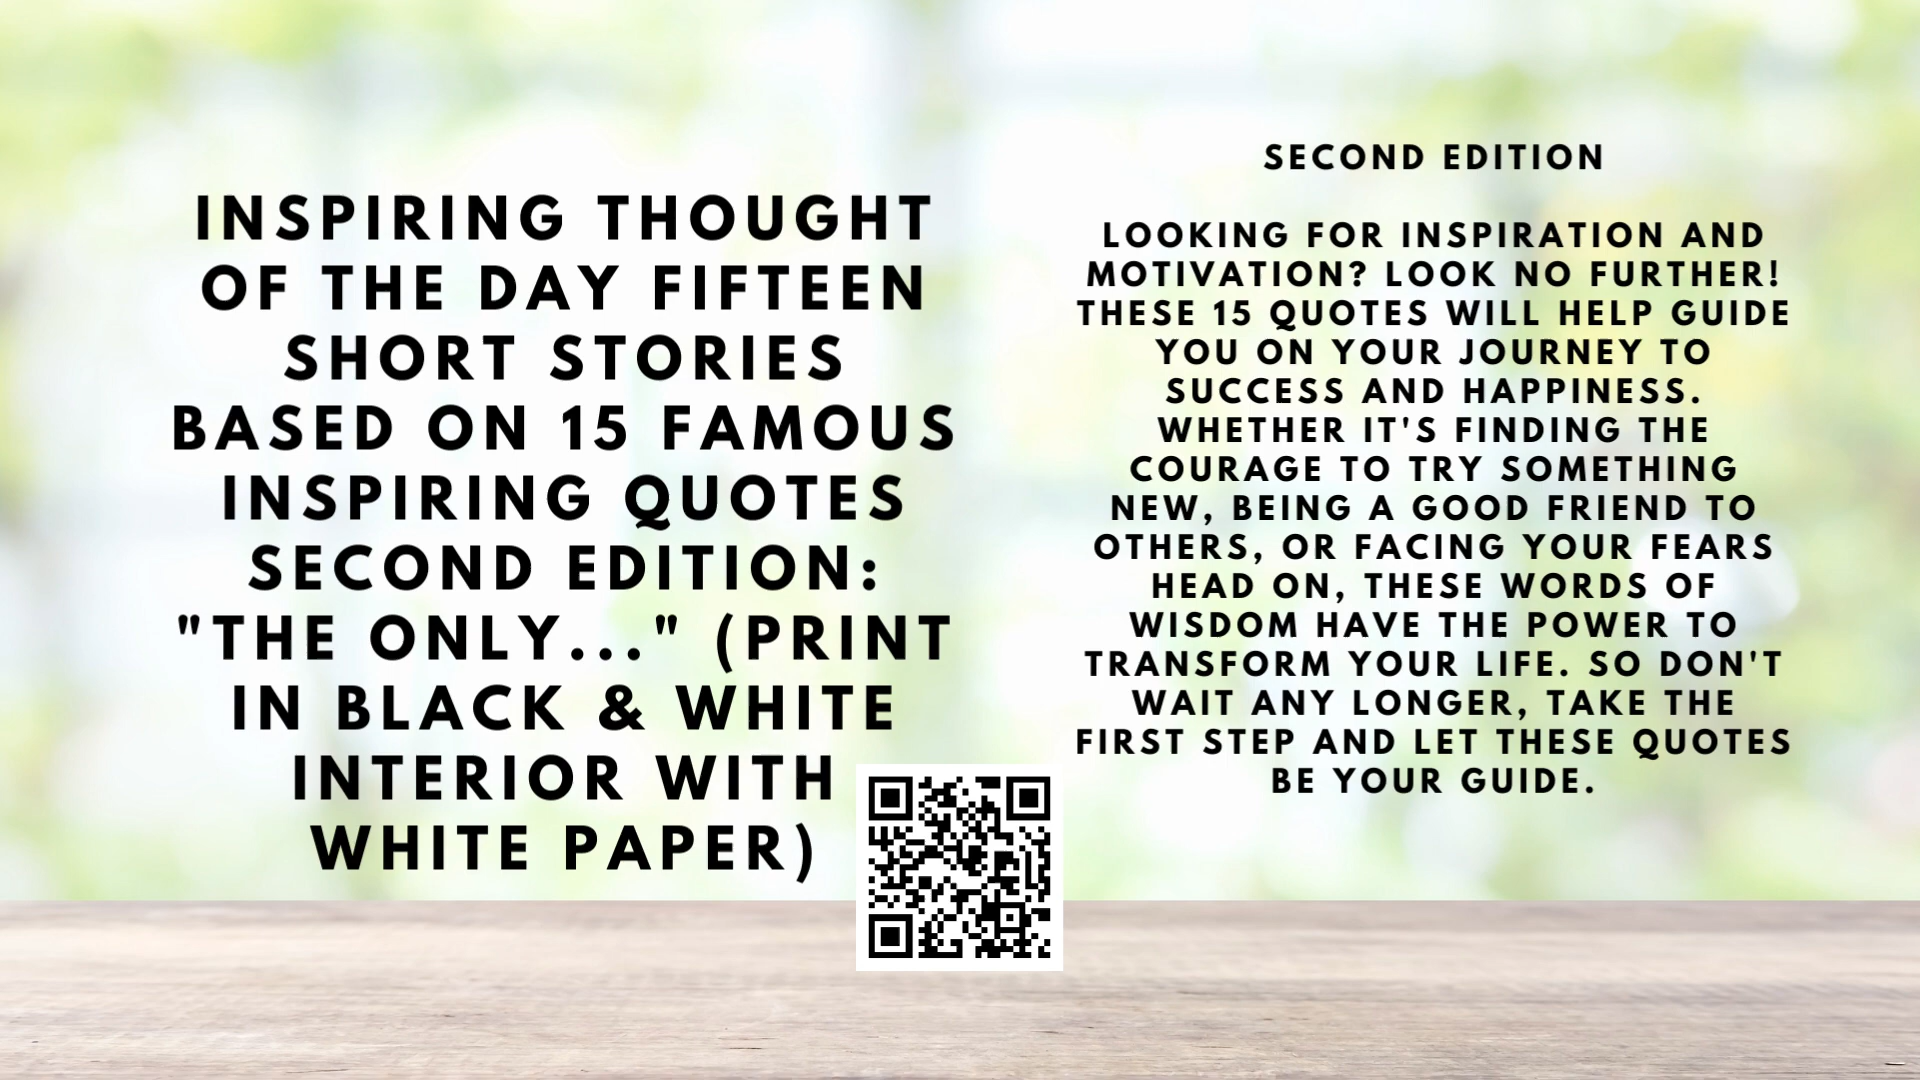 INSPIRING THOUGHT
OF THE DAY FIFTEEN
SHORT STORIES
BASED ON 15 FAMOUS
INSPIRING QUOTES
SECOND EDITION:
"THE ONLY..." (PRINT
IN BLACK & WHITE
INTERIOR WITH
WHITE PAPER)
SECOND EDITION
LOOKING FOR INSPIRATION AND
MOTIVATION? LOOK NO FURTHER!
THESE 15 QUOTES WILL HELP GUIDE
YOU ON YOUR JOURNEY TO
SUCCESS AND HAPPINESS.
WHETHER IT'S FINDING THE
COURAGE TO TRY SOMETHING
NEW, BEING A GOOD FRIEND TO
OTHERS, OR FACING YOUR FEARS
HEAD ON, THESE WORDS OF
WISDOM HAVE THE POWER TO
TRANSFORM YOUR LIFE. SO DON'T
WAIT ANY LONGER, TAKE THE
FIRST STEP AND LET THESE QUOTES
BE YOUR GUIDE.